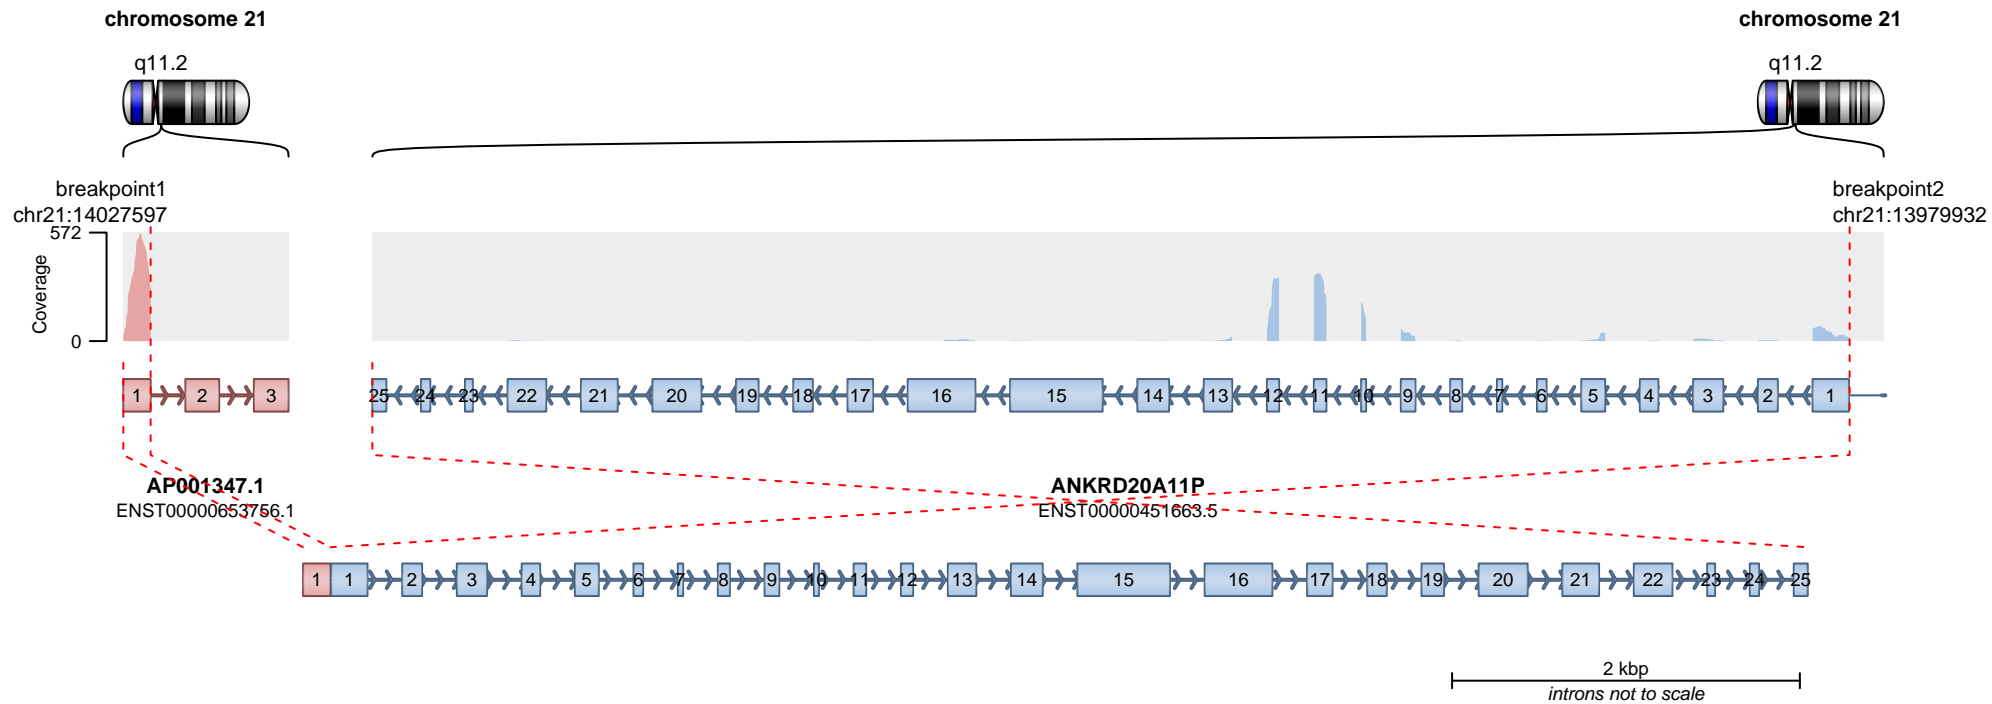 chromosome 21
chromosome 21
q11.2
q11.2
breakpoint1
chr21:14027597
breakpoint2
chr21:13979932
572
Coverage
0
1 2 3
25 24 23 22 21 20 19 18 17 16 15 14 13 12 11 10 9 8 7 6 5 4 3 2 1
AP001347.1
ENST00000653756.1
ANKRD20A11P
ENST00000451663.5
1 1 2 3 4 5 6 7 8 9 10 11 12 13 14 15 16 17 18 19 20 21 22 23 24 25
2 kbp
introns not to scale